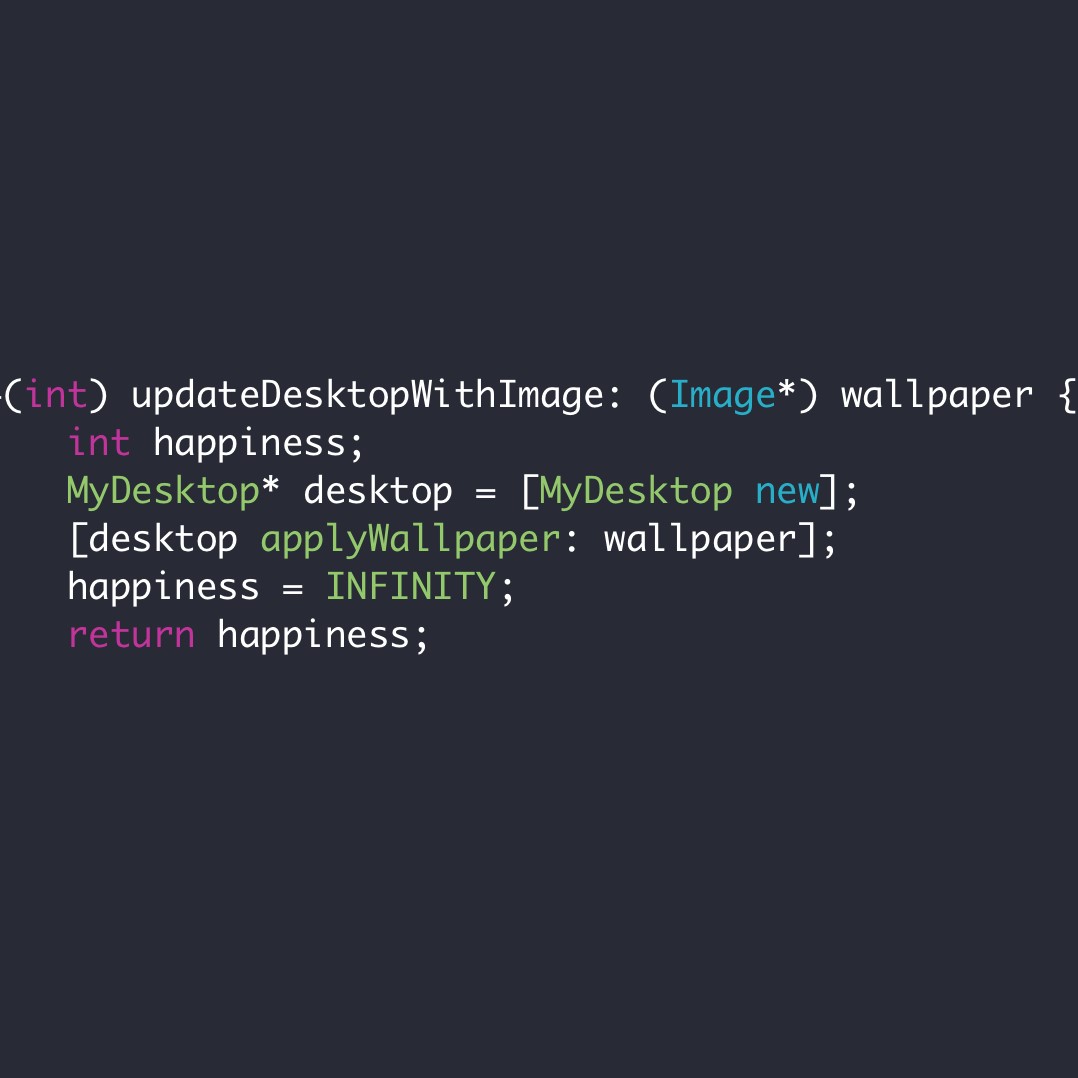 -(int) updateDesktopWithImage: (Image*) wallpaper {
int happiness;
MyDesktop* desktop = [MyDesktop new];
[desktop applyWallpaper: wallpaper];
happiness = INFINITY;
return happiness;